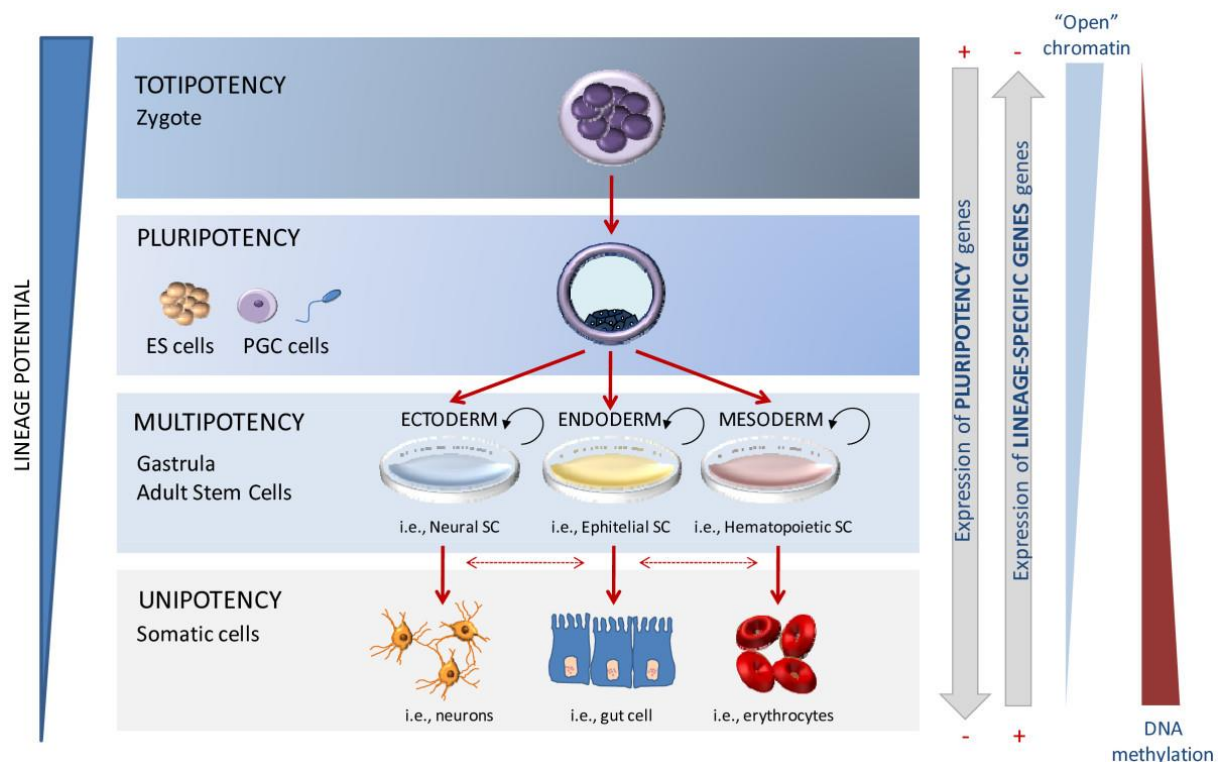 LINEAGE POTENTIAL
TOTIPOTENCY
Zygote
PLURIPOTENCY
ES cells
PGC cells
MULTIPOTENCY
Gastrula
Adult Stem Cells
ECTODERM
ENDODERM
MESODERM
i.e., Neural SC
i.e., Ephitelial SC
i.e., Hematopoietic SC
UNIPOTENCY
Somatic cells
i.e., neurons
i.e., gut cell
i.e., erythrocytes
+
Expression of PLURIPOTENCY genes
-
-
Expression of LINEAGE-SPECIFIC GENES genes
+
“Open”
chromatin
DNA
methylation